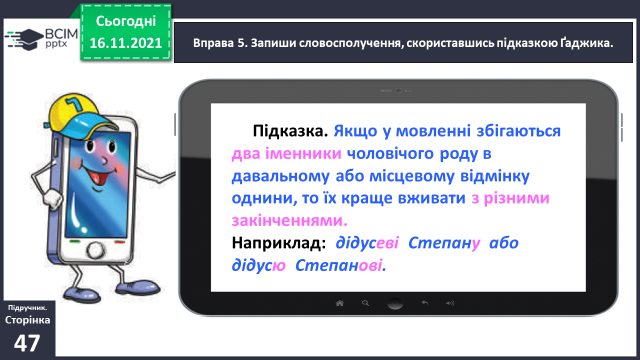 Сьогодні
16.11.2021
BCIM
pptx
Вправа 5. Запиши словосполучення, скориставшись підказкою Ґаджика.
Підказка. Якщо у мовленні збігаються
два іменники чоловічого роду в
давальному або місцевому відмінку
однини, то їх краще вживати з різними
закінченнями.
Наприклад: дідусеві Степану або
дідусю Степанові.
Підручник.
Сторінка
47